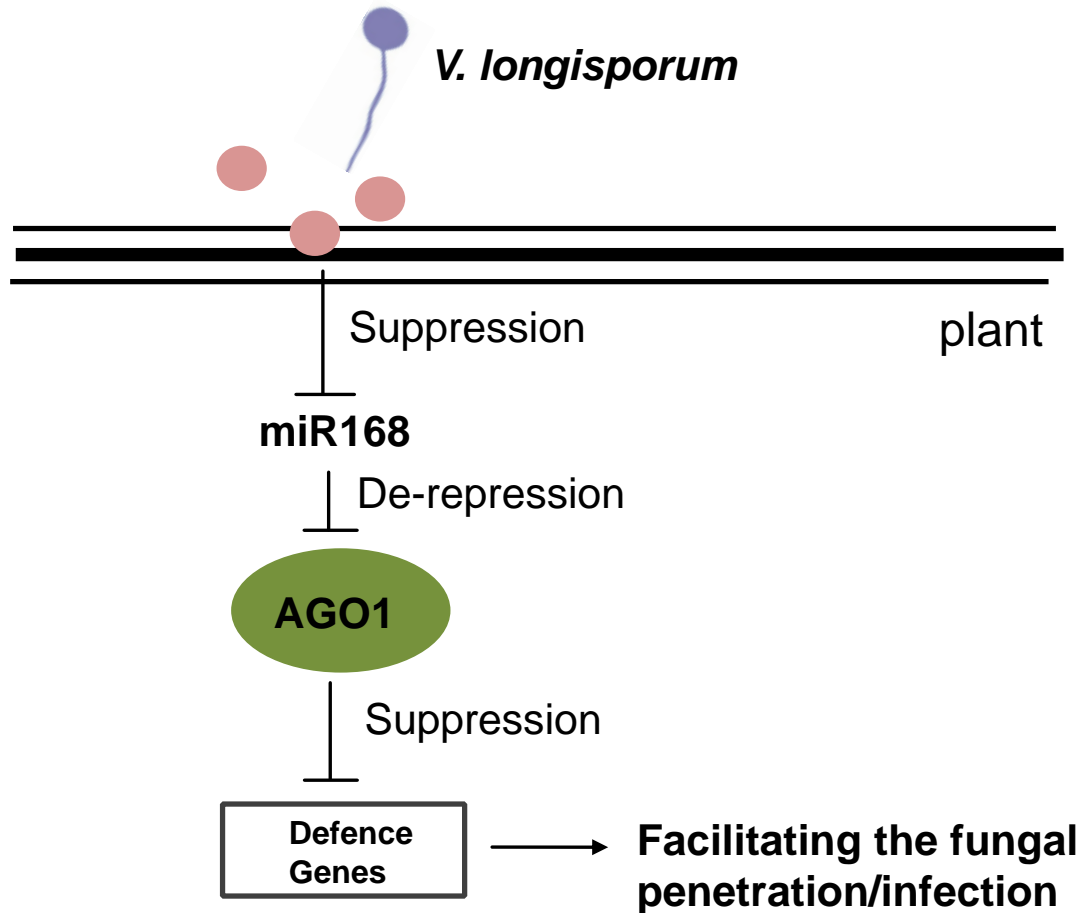 V. longisporum
Suppression
plant
miR168
De-repression
AGO1
Suppression
Defence
Genes
Facilitating the fungal
penetration/infection